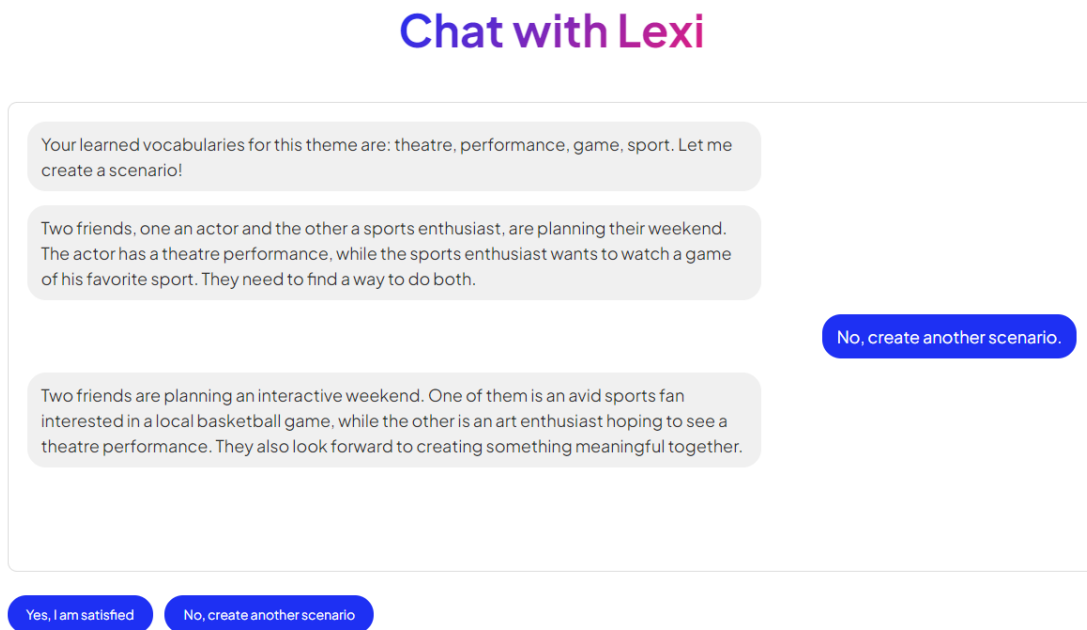 Chat with Lexi
Your learned vocabularies for this theme are: theatre, performance, game, sport. Let me
create a scenario!
Two friends, one an actor and the other a sports enthusiast, are planning their weekend.
The actor has a theatre performance, while the sports enthusiast wants to watch a game
of his favorite sport. They need to find a way to do both.
No, create another scenario.
Two friends are planning an interactive weekend. One of them is an avid sports fan
interested in a local basketball game, while the other is an art enthusiast hoping to see a
theatre performance. They also look forward to creating something meaningful together.
Yes, I am satisfied
No, create another scenario